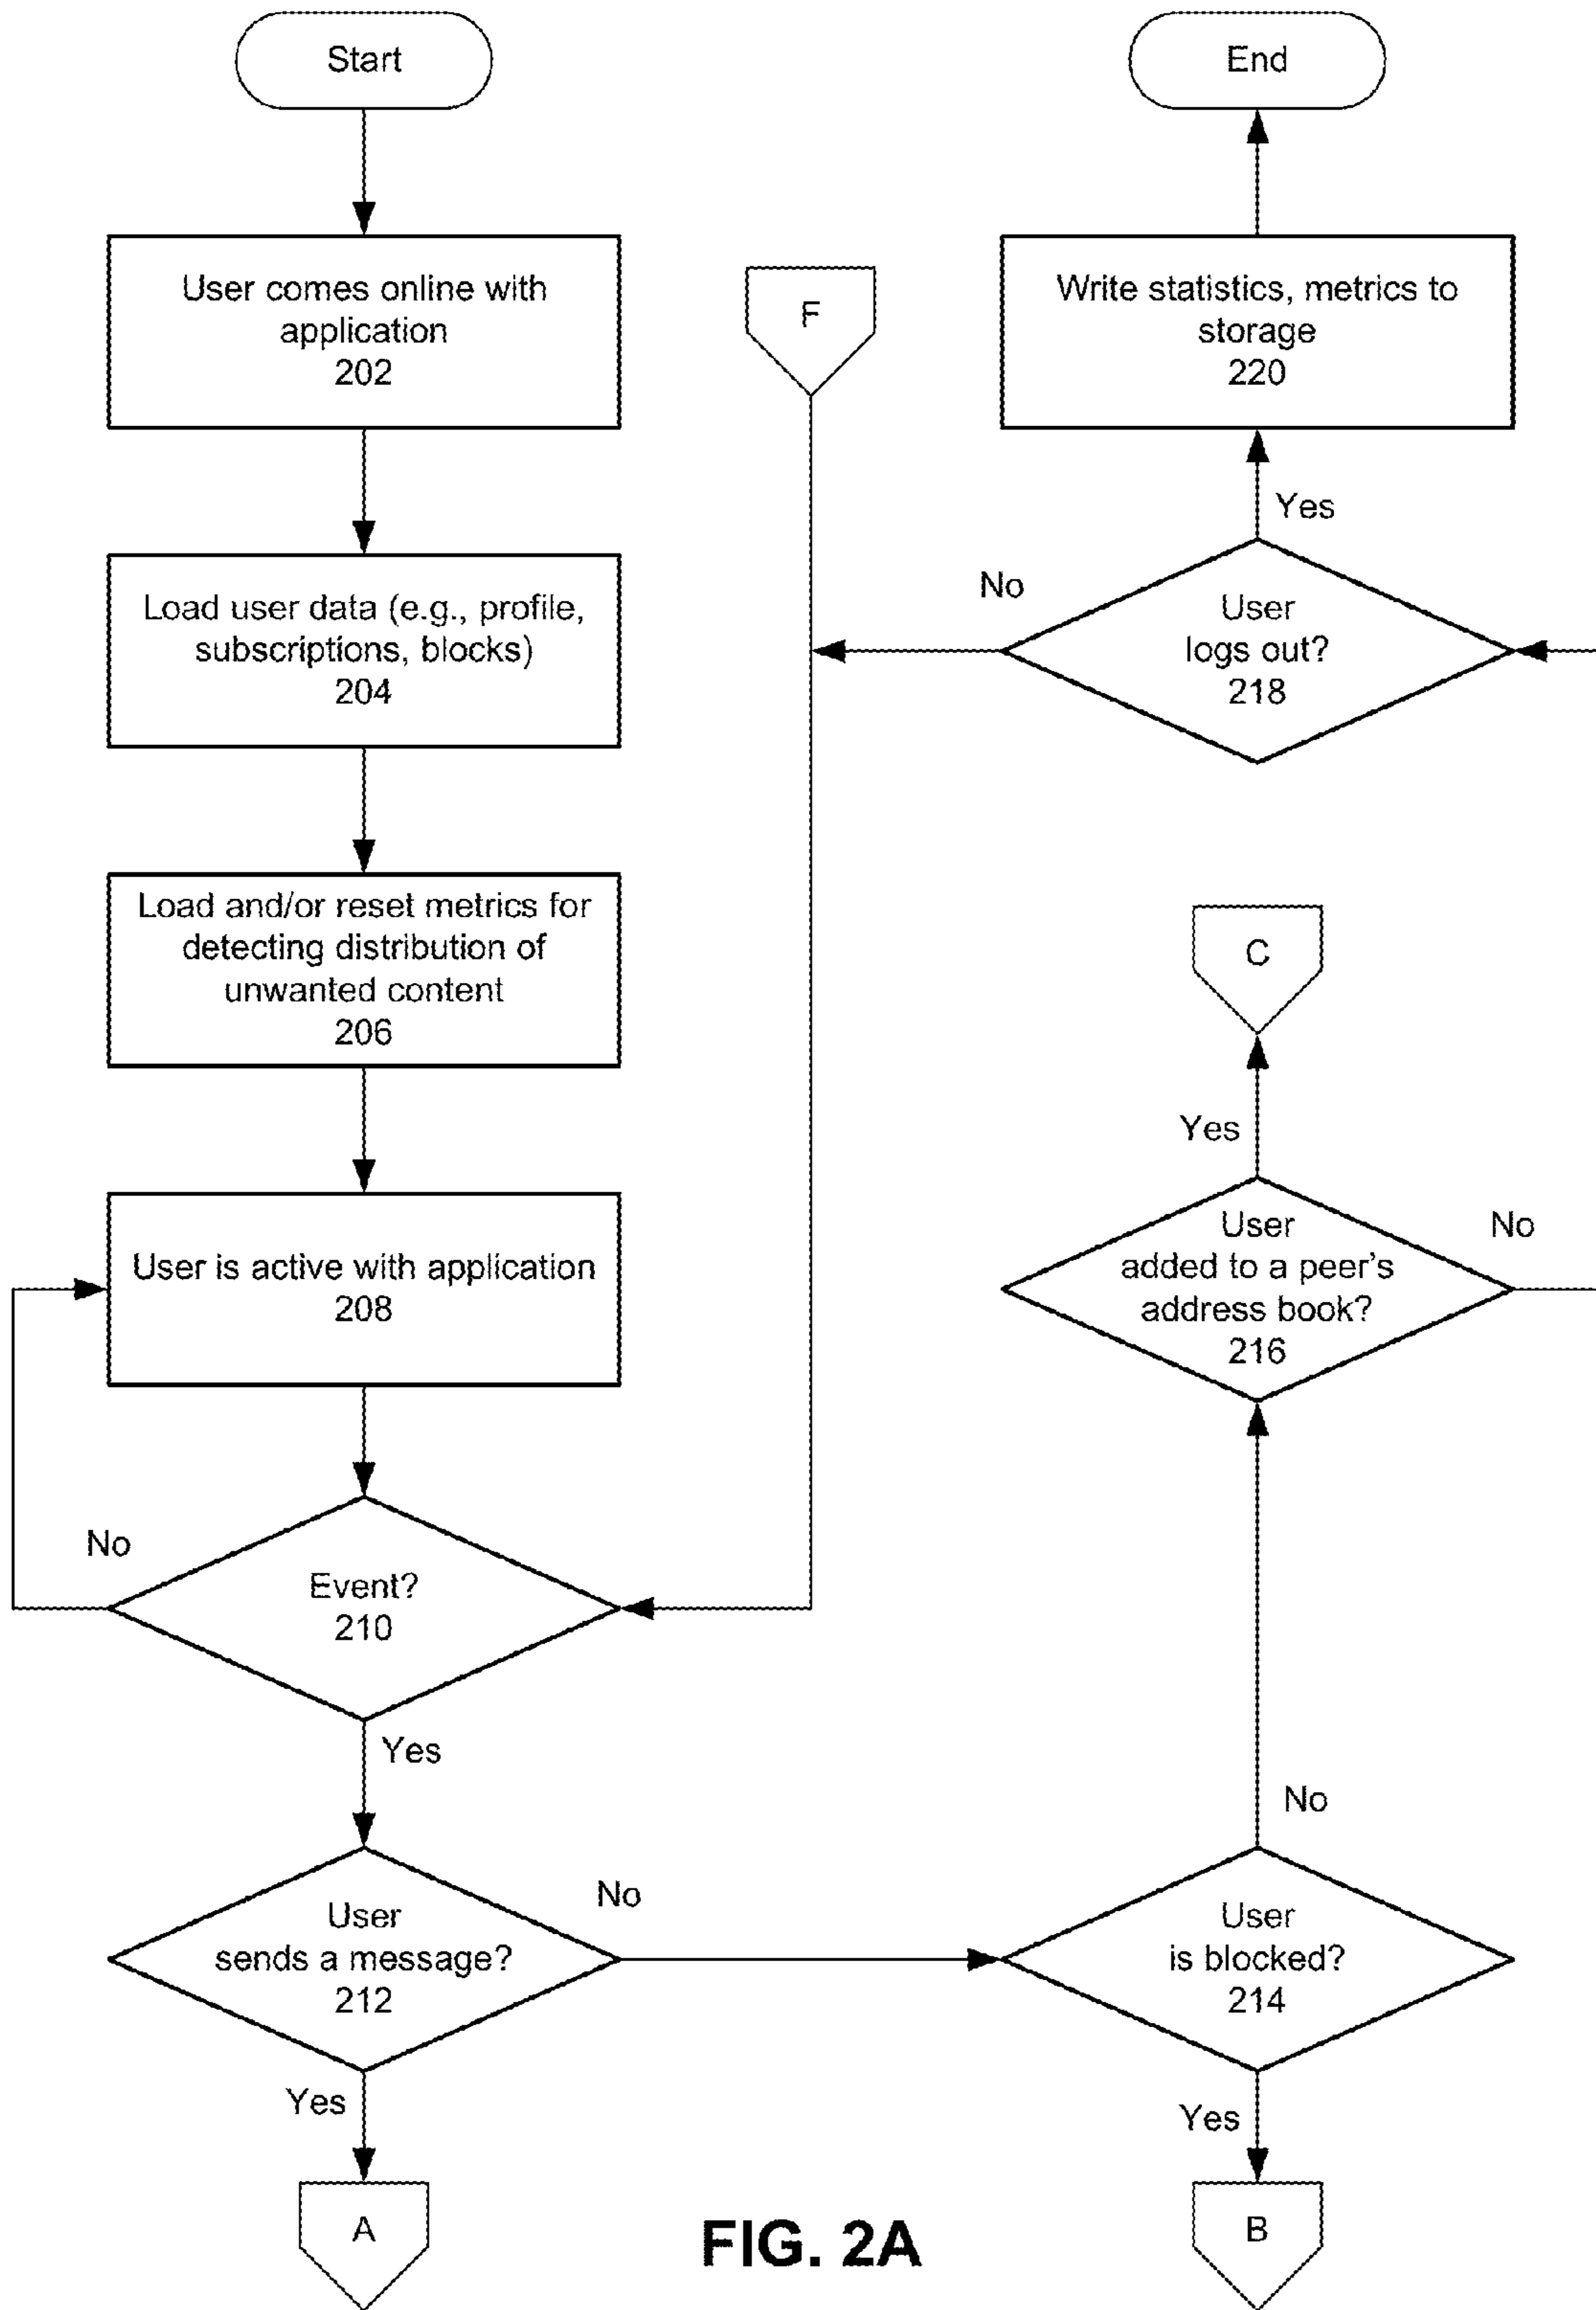 Start
User comes online with
application
202
Load user data (e.g., profile,
subscriptions, blocks)
204
Load and/or reset metrics for
detecting distribution of
unwanted content
206
User is active with application
208
No
Event?
210
Yes
User
sends a message?
212
No
Yes
A
F
End
Write statistics, metrics to
storage
220
Yes
No
User
logs out?
218
C
Yes
User
added to a peer's
address book?
216
No
No
User
is blocked?
214
Yes
B
FIG. 2A